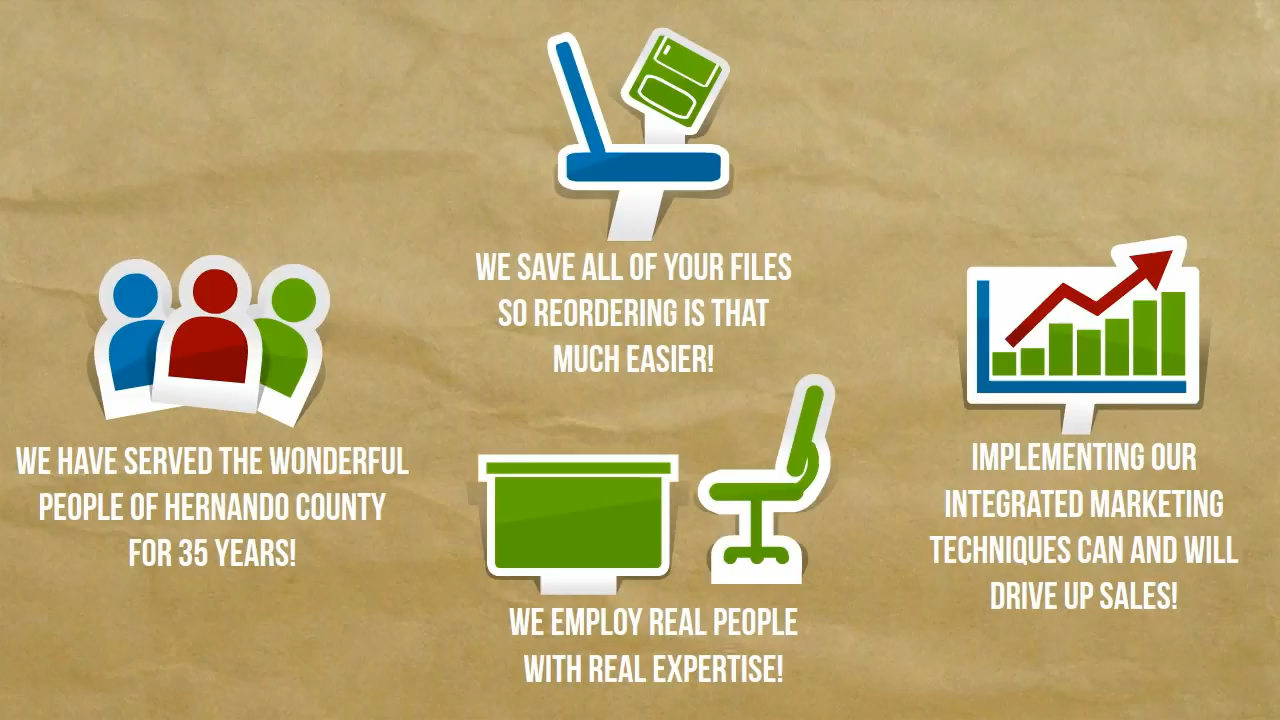 WE SAVE ALL OF YOUR FILES
SO REORDERING IS THAT
MUCH EASIER!
WE HAVE SERVED THE WONDERFUL
PEOPLE OF HERNANDO COUNTY
FOR 35 YEARS!
IMPLEMENTING OUR
INTEGRATED MARKETING
TECHNIQUES CAN AND WILL
DRIVE UP SALES!
WE EMPLOY REAL PEOPLE
WITH REAL EXPERTISE!